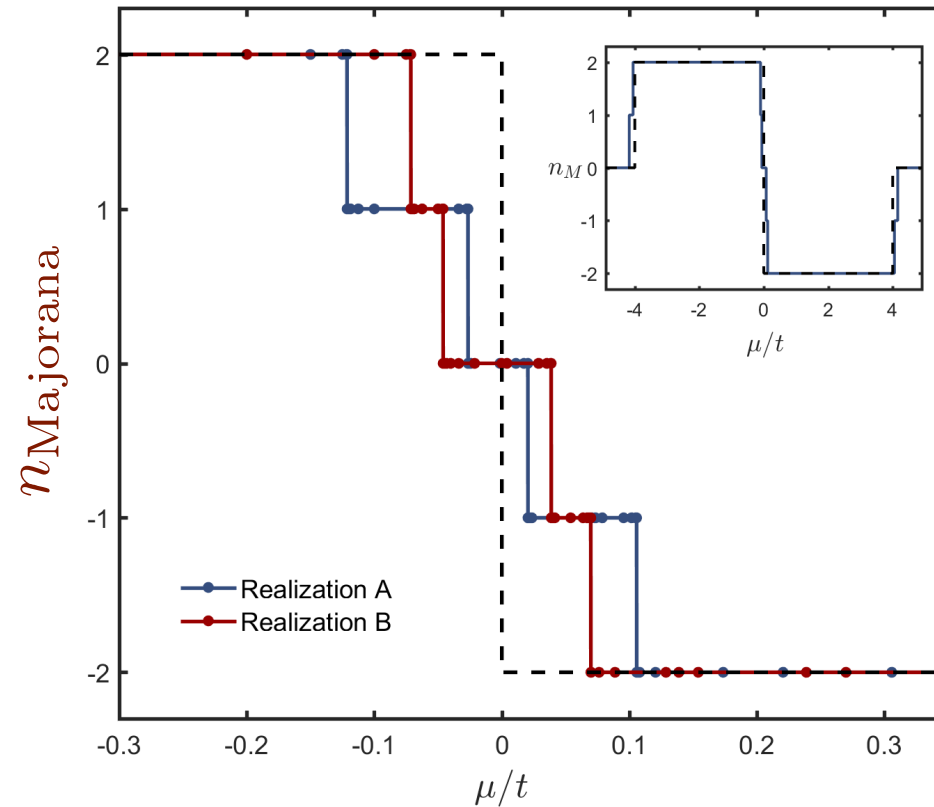 2
1
0
-1
-2
n_Majorana
-0.3 -0.2 -0.1 0 0.1 0.2 0.3
μ/t
Realization A
Realization B
2
1
n_M 0
-1
-2
-4 -2 0 2 4
μ/t